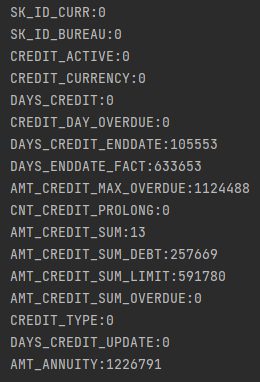 SK_ID_CURR:0
SK_ID_BUREAU:0
CREDIT_ACTIVE:0
CREDIT_CURRENCY:0
DAYS_CREDIT:0
CREDIT_DAY_OVERDUE:0
DAYS_CREDIT_ENDDATE:105553
DAYS_ENDDATE_FACT:633653
AMT_CREDIT_MAX_OVERDUE:1124488
CNT_CREDIT_PROLONG:0
AMT_CREDIT_SUM:13
AMT_CREDIT_SUM_DEBT:257669
AMT_CREDIT_SUM_LIMIT:591780
AMT_CREDIT_SUM_OVERDUE:0
CREDIT_TYPE:0
DAYS_CREDIT_UPDATE:0
AMT_ANNUITY:1226791